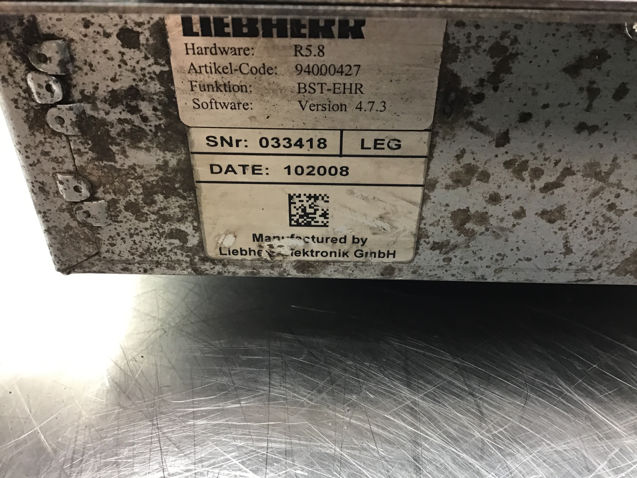 LIEBHERR
Hardware: R5.8
Artikel-Code: 94000427
Funktion: BST-EHR
Software: Version 4.7.3
SNr: 033418 LEG
DATE: 102008
Manufactured by
Liebherr-Elektronik GmbH